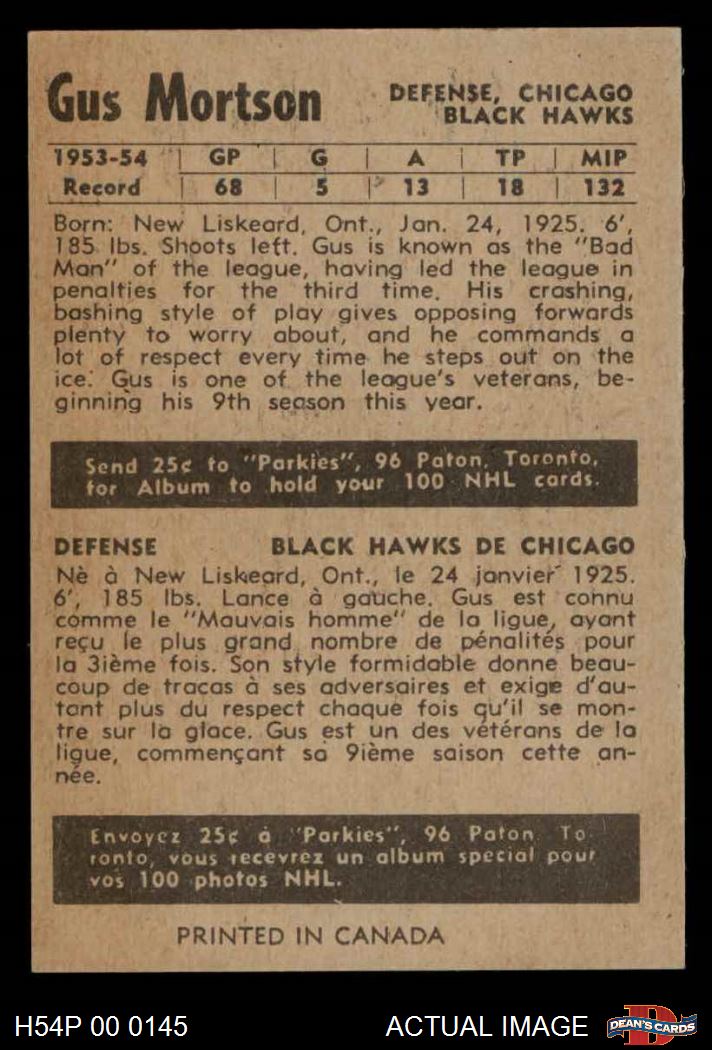 Gus Mortson
DEFENSE, CHICAGO
BLACK HAWKS
1953-54 | GP | G | A | TP | MIP
Record | 68 | 5 | 13 | 18 | 132
Born: New Liskeard, Ont., Jan. 24, 1925. 6',
185 lbs. Shoots left. Gus is known as the "Bad
Man" of the league, having led the league in
penalties for the third time. His crashing,
bashing style of play gives opposing forwards
plenty to worry about, and he commands a
lot of respect every time he steps out on the
ice. Gus is one of the league's veterans, be-
ginning his 9th season this year.
Send 25¢ to "Parkies", 96 Paton, Toronto,
for Album to hold your 100 NHL cards.
DEFENSE BLACK HAWKS DE CHICAGO
Nè à New Liskeard, Ont., le 24 janvier 1925.
6', 185 lbs. Lance à gauche. Gus est connu
comme le "Mauvais homme" de la ligue, ayant
reçu le plus grand nombre de pénalités pour
la 3ième fois. Son style formidable donne beau-
coup de tracas à ses adversaires et exige d'au-
tant plus du respect chaque fois qu'il se mon-
tre sur la glace. Gus est un des vétérans de la
ligue, commençant sa 9ième saison cette an-
née.
Envoyez 25¢ à "Parkies", 96 Paton To-
ronto, vous recevrez un album special pour
vos 100 photos NHL.
PRINTED IN CANADA
H54P 00 0145 ACTUAL IMAGE DEAN'S CARDS